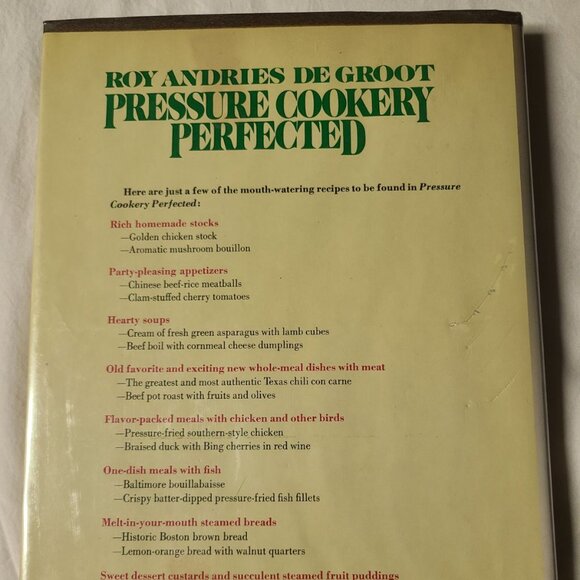 ROY ANDRIES DE GROOT
PRESSURE COOKERY
PERFECTED
Here are just a few of the mouth-watering recipes to be found in Pressure
Cookery Perfected:
Rich homemade stocks
—Golden chicken stock
—Aromatic mushroom bouillon
Party-pleasing appetizers
—Chinese beef-rice meatballs
—Clam-stuffed cherry tomatoes
Hearty soups
—Cream of fresh green asparagus with lamb cubes
—Beef boil with cornmeal cheese dumplings
Old favorite and exciting new whole-meal dishes with meat
—The greatest and most authentic Texas chili con carne
—Beef pot roast with fruits and olives
Flavor-packed meals with chicken and other birds
—Pressure-fried southern-style chicken
—Braised duck with Bing cherries in red wine
One-dish meals with fish
—Baltimore bouillabaisse
—Crispy batter-dipped pressure-fried fish fillets
Melt-in-your-mouth steamed breads
—Historic Boston brown bread
—Lemon-orange bread with walnut quarters
Sweet dessert custards and succulent steamed fruit puddings